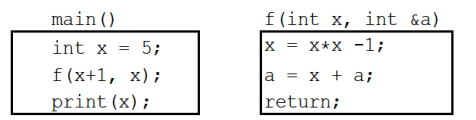 main()
int x = 5;
f(x+1, x);
print(x);
f(int x, int &a)
x = x*x -1;
a = x + a;
return;